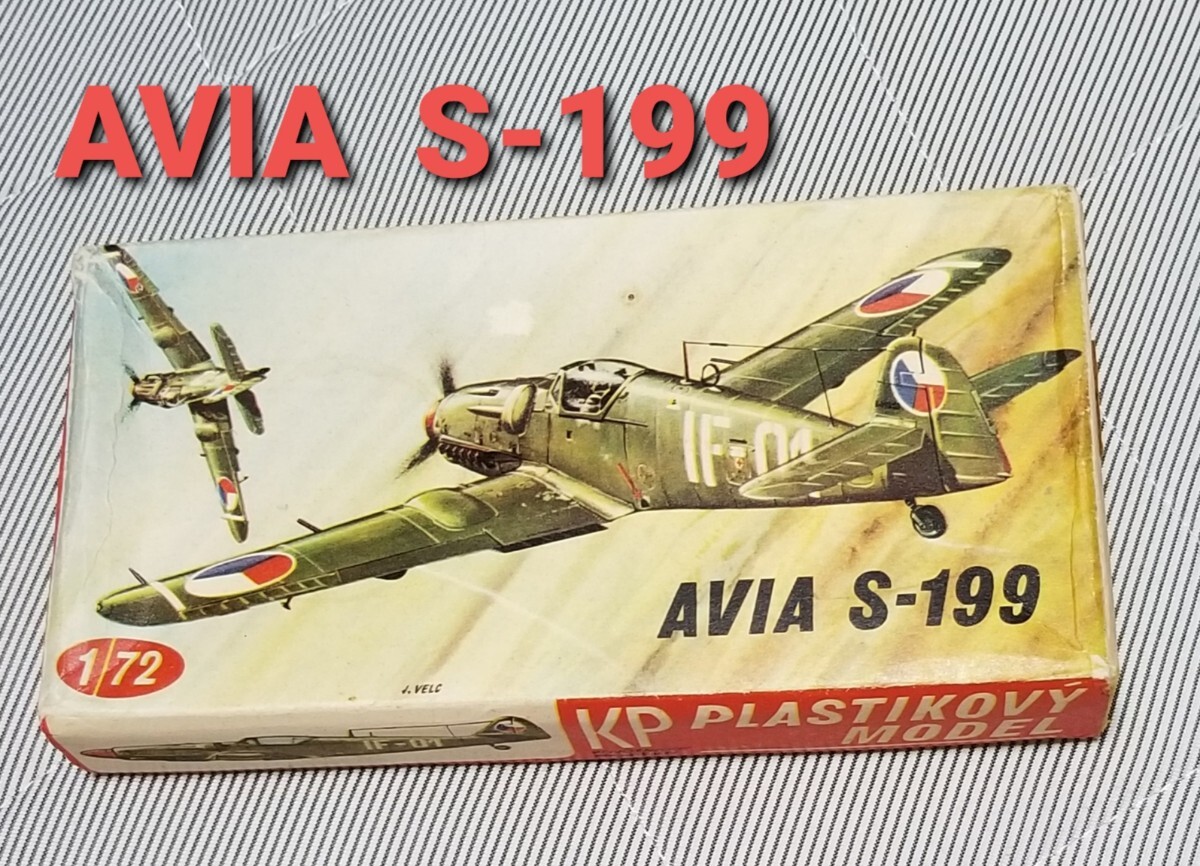 AVIA S-199
IF-01
AVIA S-199
1/72
J. VELC
IF-01
KP PLASTIKOVÝ
MODEL